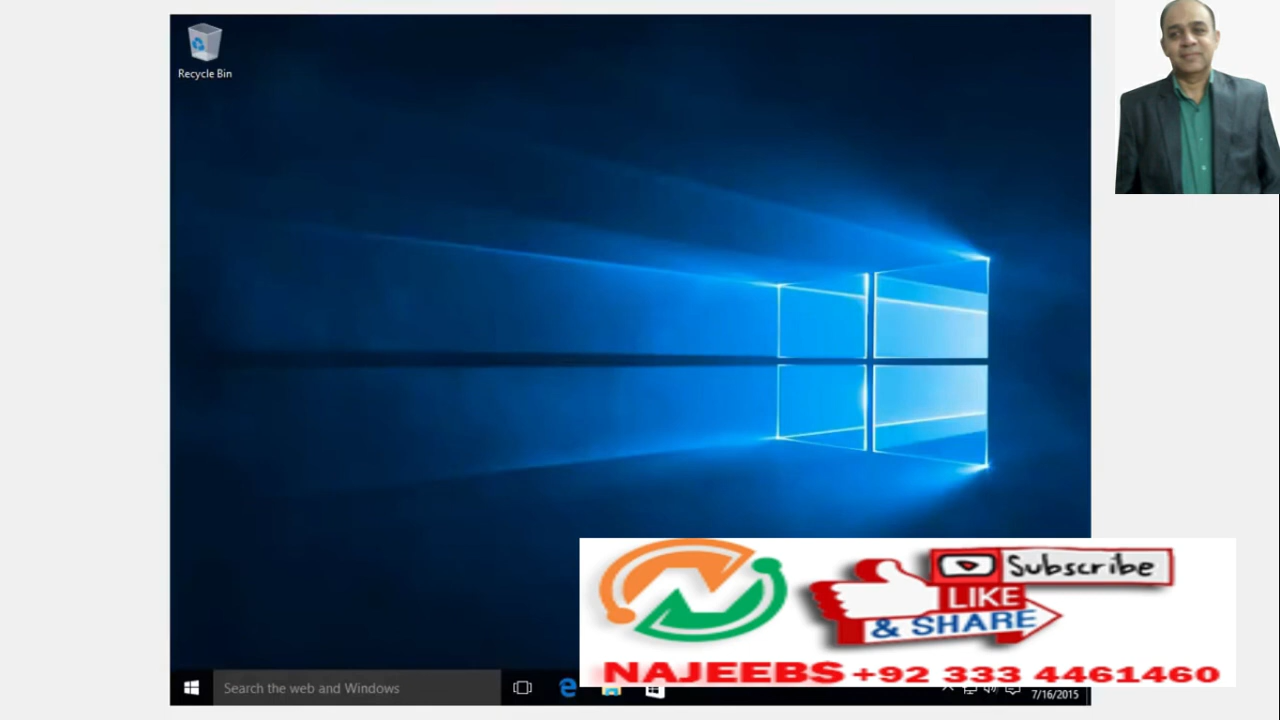 Recycle Bin
Subscribe
LIKE
& SHARE
NAJEEBS +92 333 4461460
Search the web and Windows
7/16/2015